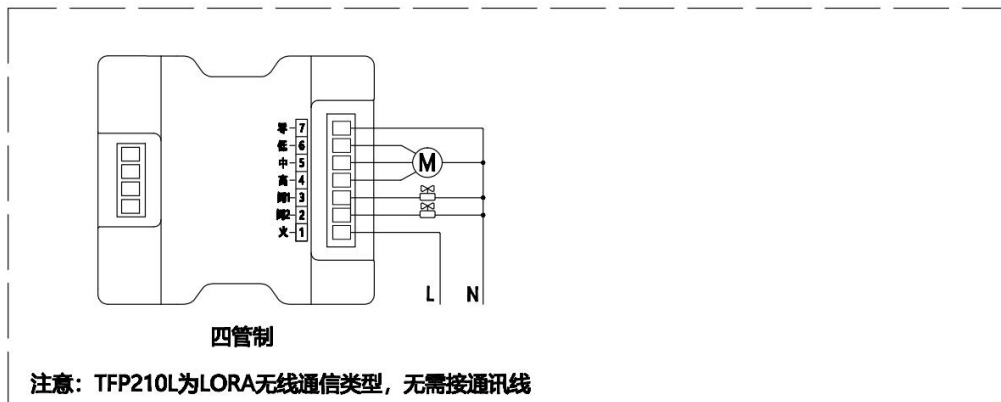 零 7
低 6
中 5
高 4
阀1 3
阀2 2
火 1
M
L N
四管制
注意：TFP210L为LORA无线通信类型，无需接通讯线